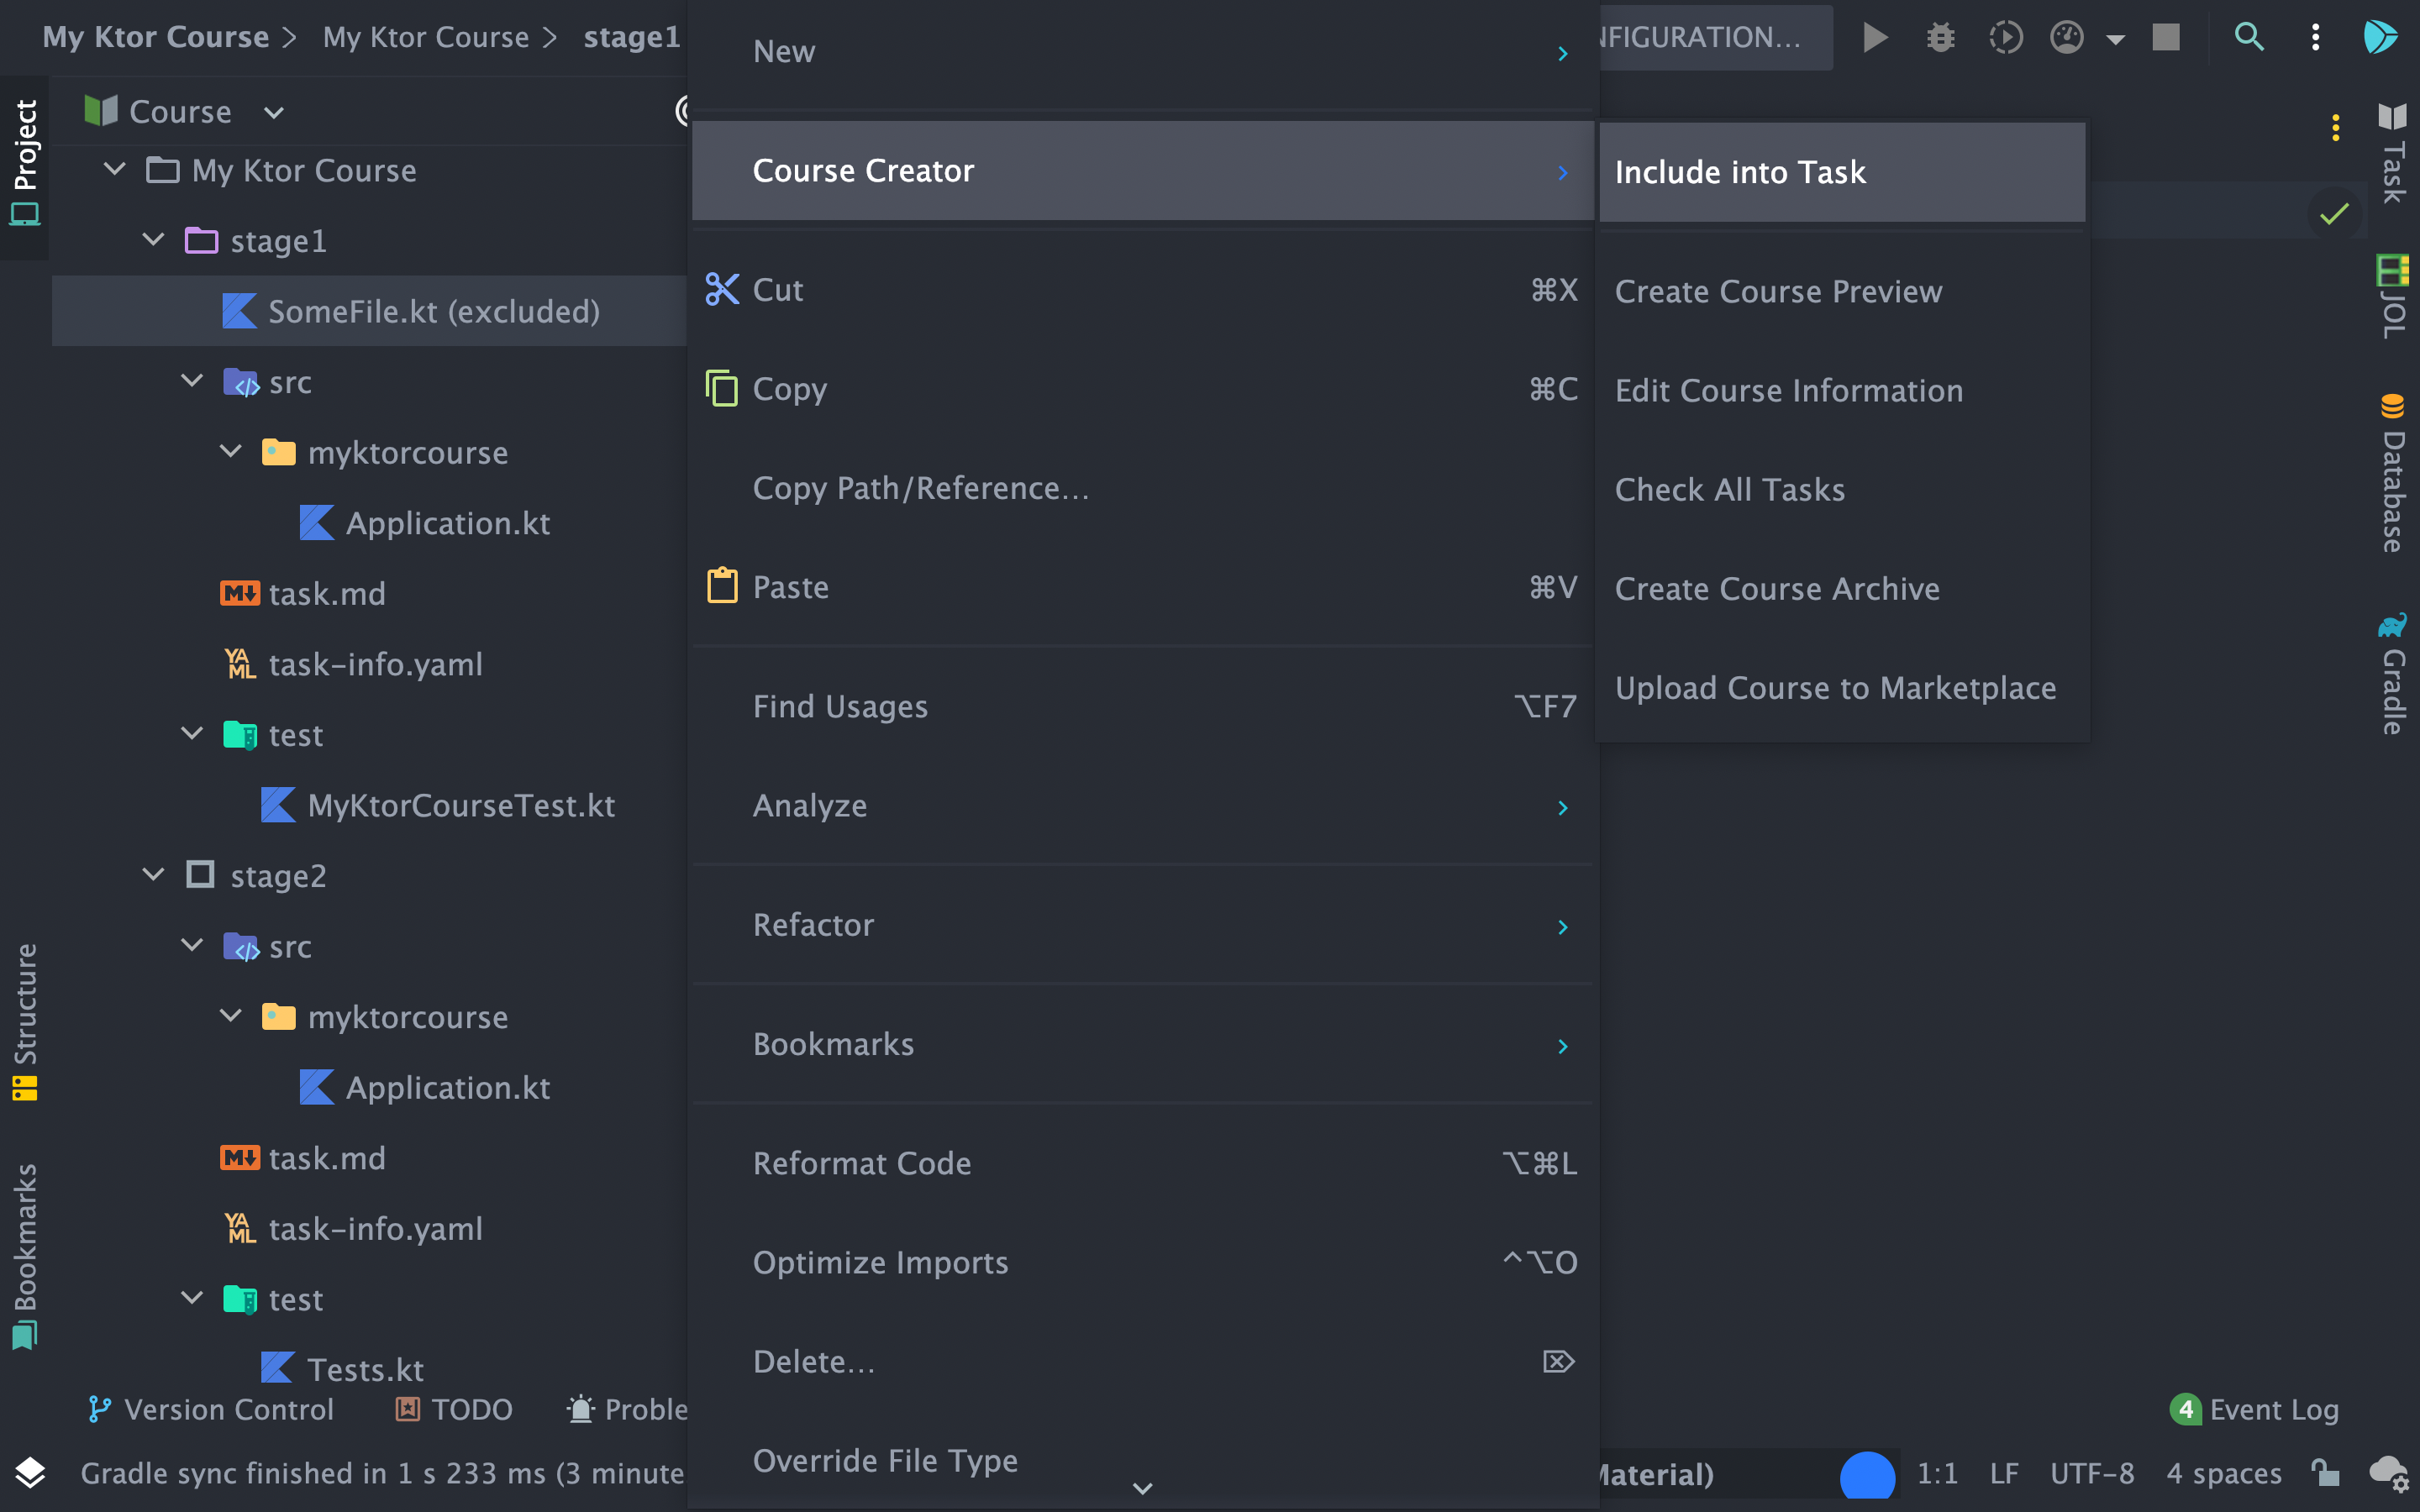 My Ktor Course > My Ktor Course > stage1
Project
Course
My Ktor Course
stage1
SomeFile.kt (excluded)
src
myktorcourse
Application.kt
task.md
YAML task-info.yaml
test
MyKtorCourseTest.kt
stage2
src
myktorcourse
Application.kt
task.md
YAML task-info.yaml
test
Tests.kt
Structure
Bookmarks
New
Course Creator
Cut ⌘X
Copy ⌘C
Copy Path/Reference...
Paste ⌘V
Find Usages ⌥F7
Analyze
Refactor
Bookmarks
Reformat Code ⌥⌘L
Optimize Imports ^⌥O
Delete... ⌦
Override File Type
Include into Task
Create Course Preview
Edit Course Information
Check All Tasks
Create Course Archive
Upload Course to Marketplace
NFIGURATION...
Task
JOL
Database
Gradle
Version Control TODO Proble
4 Event Log
Gradle sync finished in 1 s 233 ms (3 minute
Material) 1:1 LF UTF-8 4 spaces